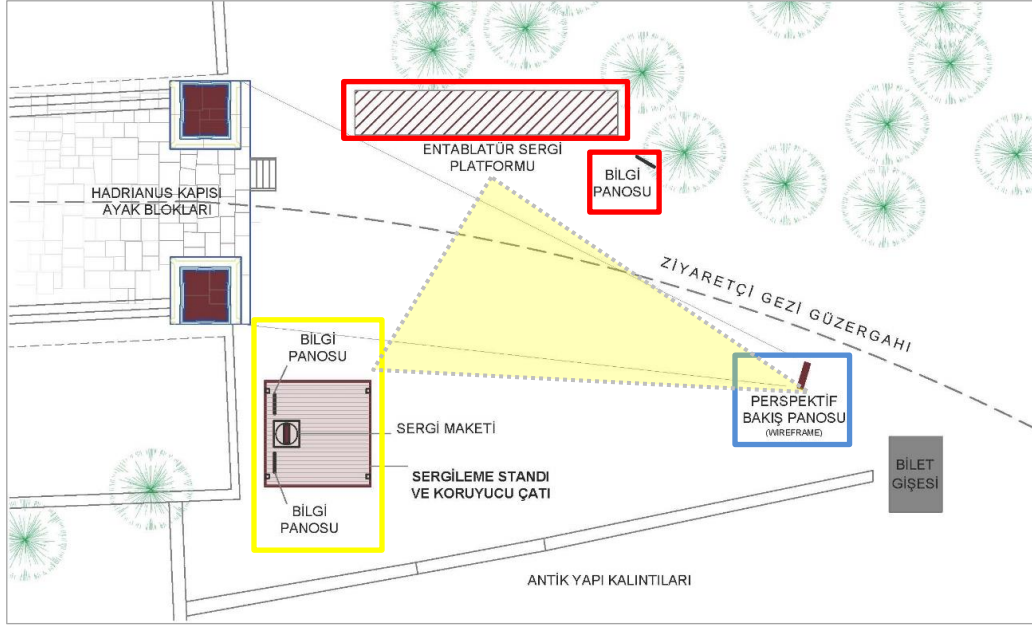 ENTABLATÜR SERGİ
PLATFORMU
BİLGİ
PANOSU
HADRIANUS KAPISI
AYAK BLOKLARI
ZİYARETÇİ GEZİ GÜZERGAHI
BİLGİ
PANOSU
PERSPEKTİF
BAKIŞ PANOSU
(WIREFRAME)
SERGİ MAKETİ
SERGİLEME STANDI
VE KORUYUCU ÇATI
BİLET
GİŞESİ
BİLGİ
PANOSU
ANTİK YAPI KALINTILARI